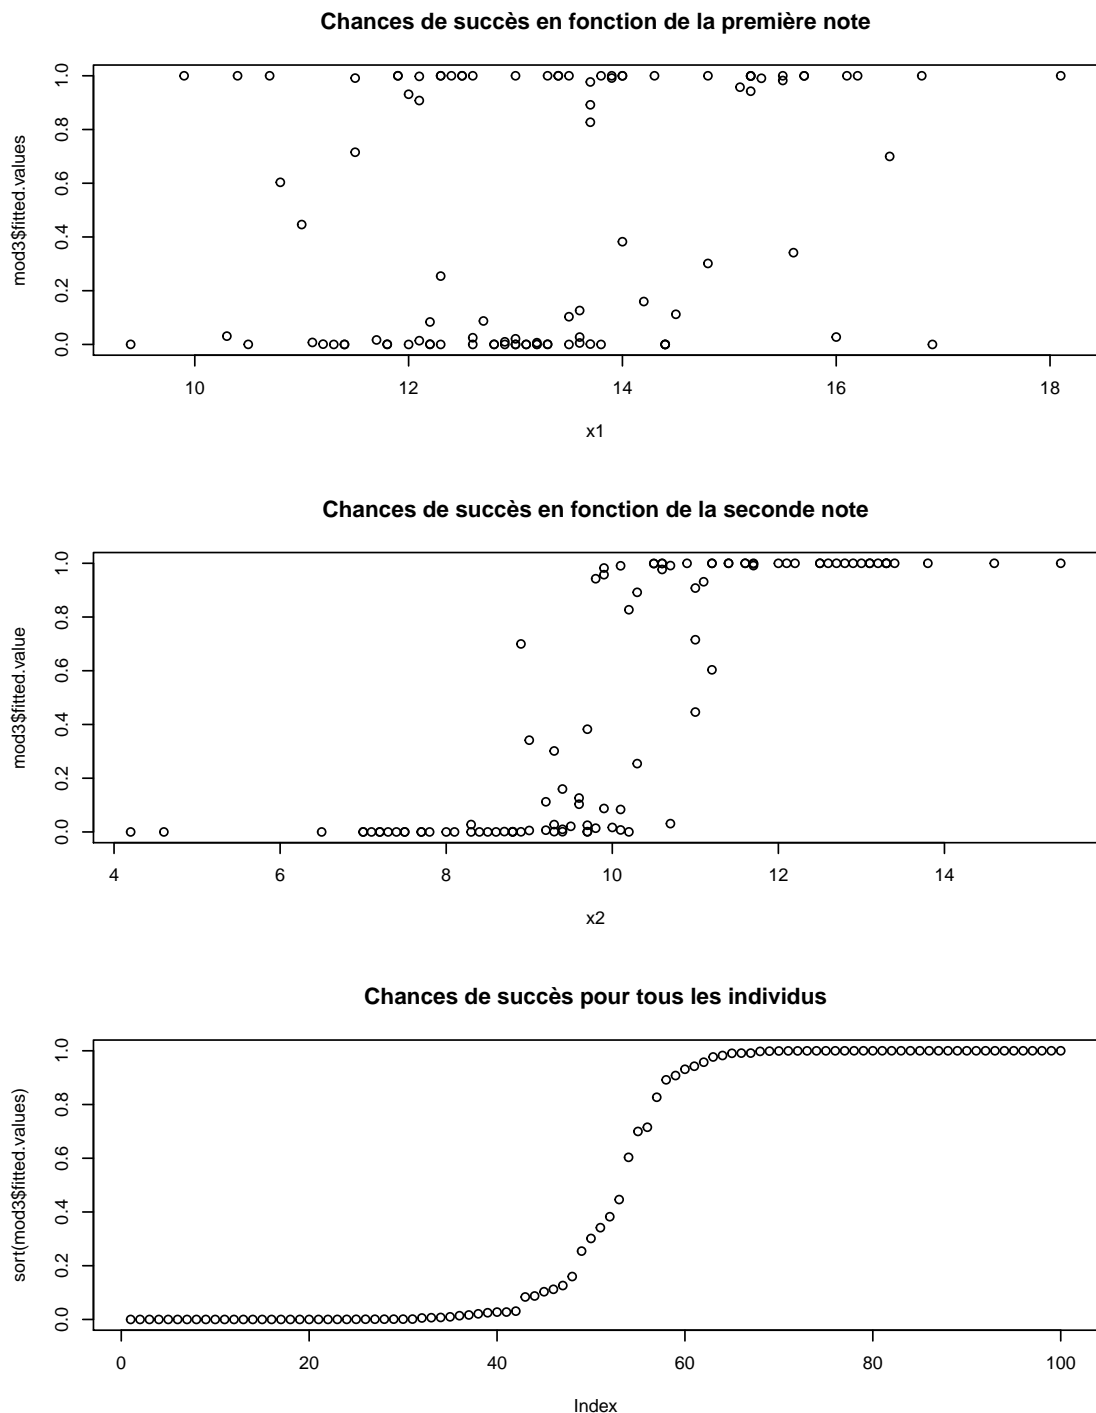 Chances de succès en fonction de la première note
mod3$fitted.values
0.0 0.2 0.4 0.6 0.8 1.0
10 12 14 16 18
x1
Chances de succès en fonction de la seconde note
mod3$fitted.value
0.0 0.2 0.4 0.6 0.8 1.0
4 6 8 10 12 14
x2
Chances de succès pour tous les individus
sort(mod3$fitted.values)
0.0 0.2 0.4 0.6 0.8 1.0
0 20 40 60 80 100
Index